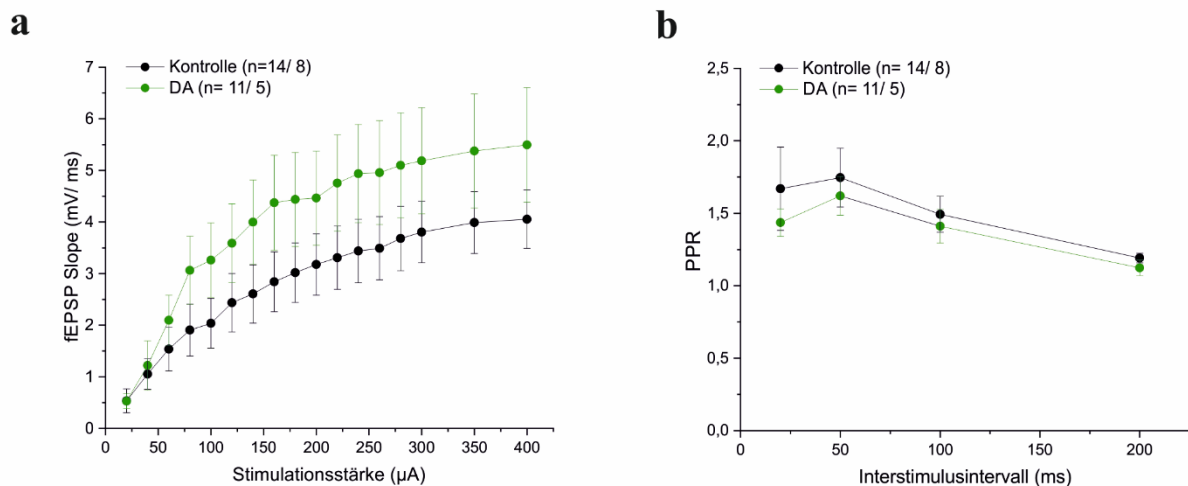 a
Kontrolle (n=14/ 8)
DA (n= 11/ 5)
fEPSP Slope (mV/ ms)
7
6
5
4
3
2
1
0
0 50 100 150 200 250 300 350 400
Stimulationsstärke (µA)
b
Kontrolle (n= 14/ 8)
DA (n= 11/ 5)
PPR
2,5
2,0
1,5
1,0
0,5
0,0
0 50 100 150 200
Interstimulusintervall (ms)